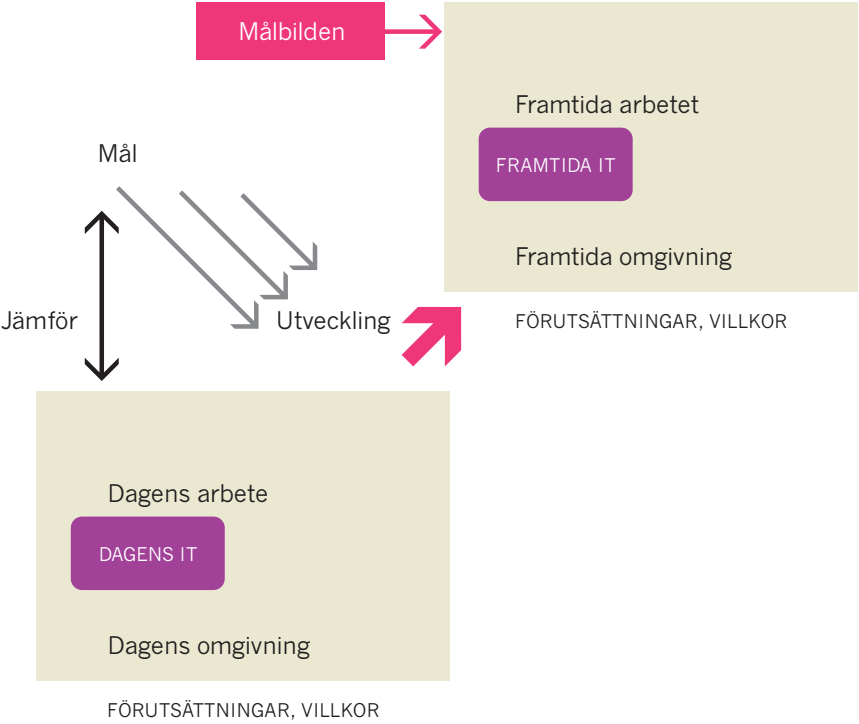 Målbilden
Framtida arbetet
FRAMTIDA IT
Framtida omgivning
FÖRUTSÄTTNINGAR, VILLKOR
Mål
Jämför
Utveckling
Dagens arbete
DAGENS IT
Dagens omgivning
FÖRUTSÄTTNINGAR, VILLKOR